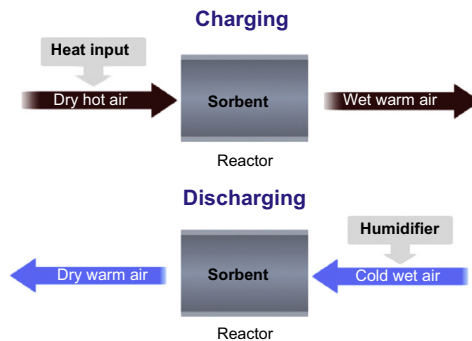 Charging
Heat input
Dry hot air
Sorbent
Wet warm air
Reactor
Discharging
Humidifier
Dry warm air
Sorbent
Cold wet air
Reactor